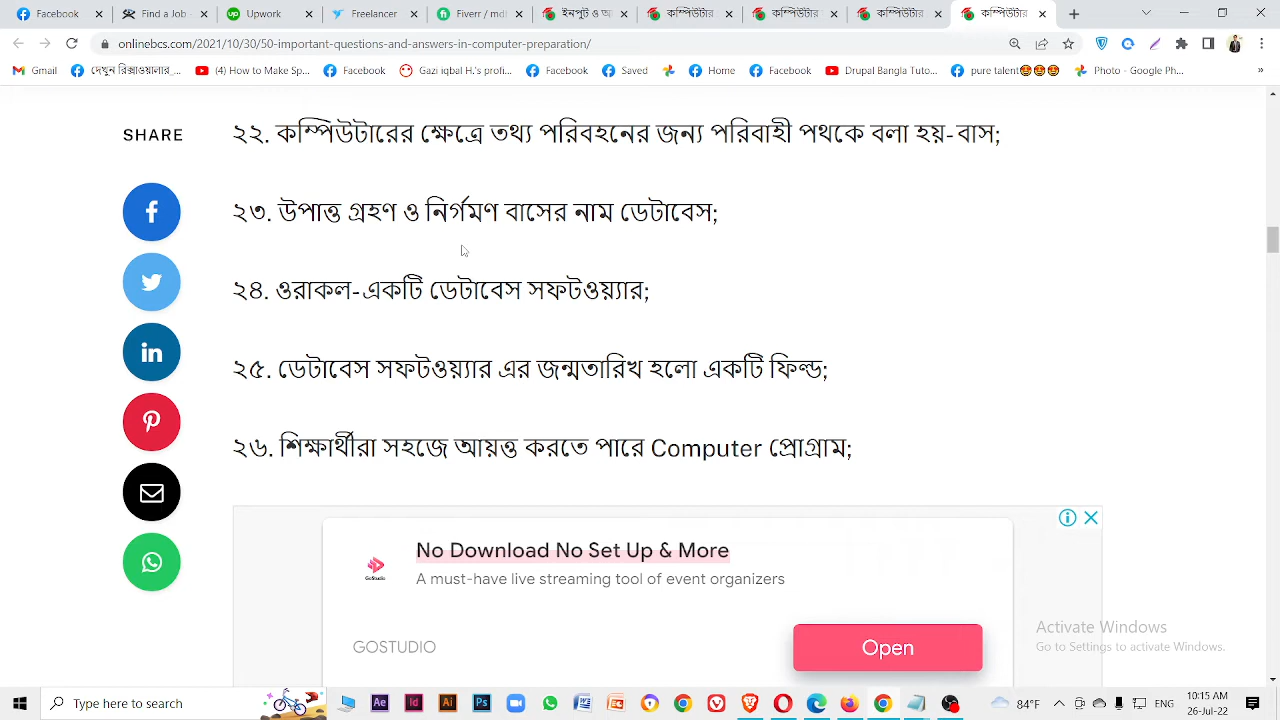 Facebook
Find a Job
Upwork
Freelancer
Fiverr / mdi
ইনপুট ও আ
কম্পিউটার
কম্পিউটার
কম্পিউটার
কম্পিউটার
onlinebcs.com/2021/10/30/50-important-questions-and-answers-in-computer-preparation/
Gmail
(4) How to Make Sp...
Facebook
Gazi iqbal H.'s profil...
Facebook
Saved
Home
Facebook
Drupal Bangla Tuto...
pure talent
Photo - Google Ph...
SHARE
২২. কম্পিউটারের ক্ষেত্রে তথ্য পরিবহনের জন্য পরিবাহী পথকে বলা হয়-বাস;
২৩. উপাত্ত গ্রহণ ও নির্গমণ বাসের নাম ডেটাবেস;
২৪. ওরাকল-একটি ডেটাবেস সফটওয়্যার;
২৫. ডেটাবেস সফটওয়্যার এর জন্মতারিখ হলো একটি ফিল্ড;
২৬. শিক্ষার্থীরা সহজে আয়ত্ত করতে পারে Computer প্রোগ্রাম;
No Download No Set Up & More
A must-have live streaming tool of event organizers
GoStudio
GOSTUDIO
Open
Activate Windows
Go to Settings to activate Windows.
Type here to search
84°F
ENG
10:15 AM
26-Jul-22